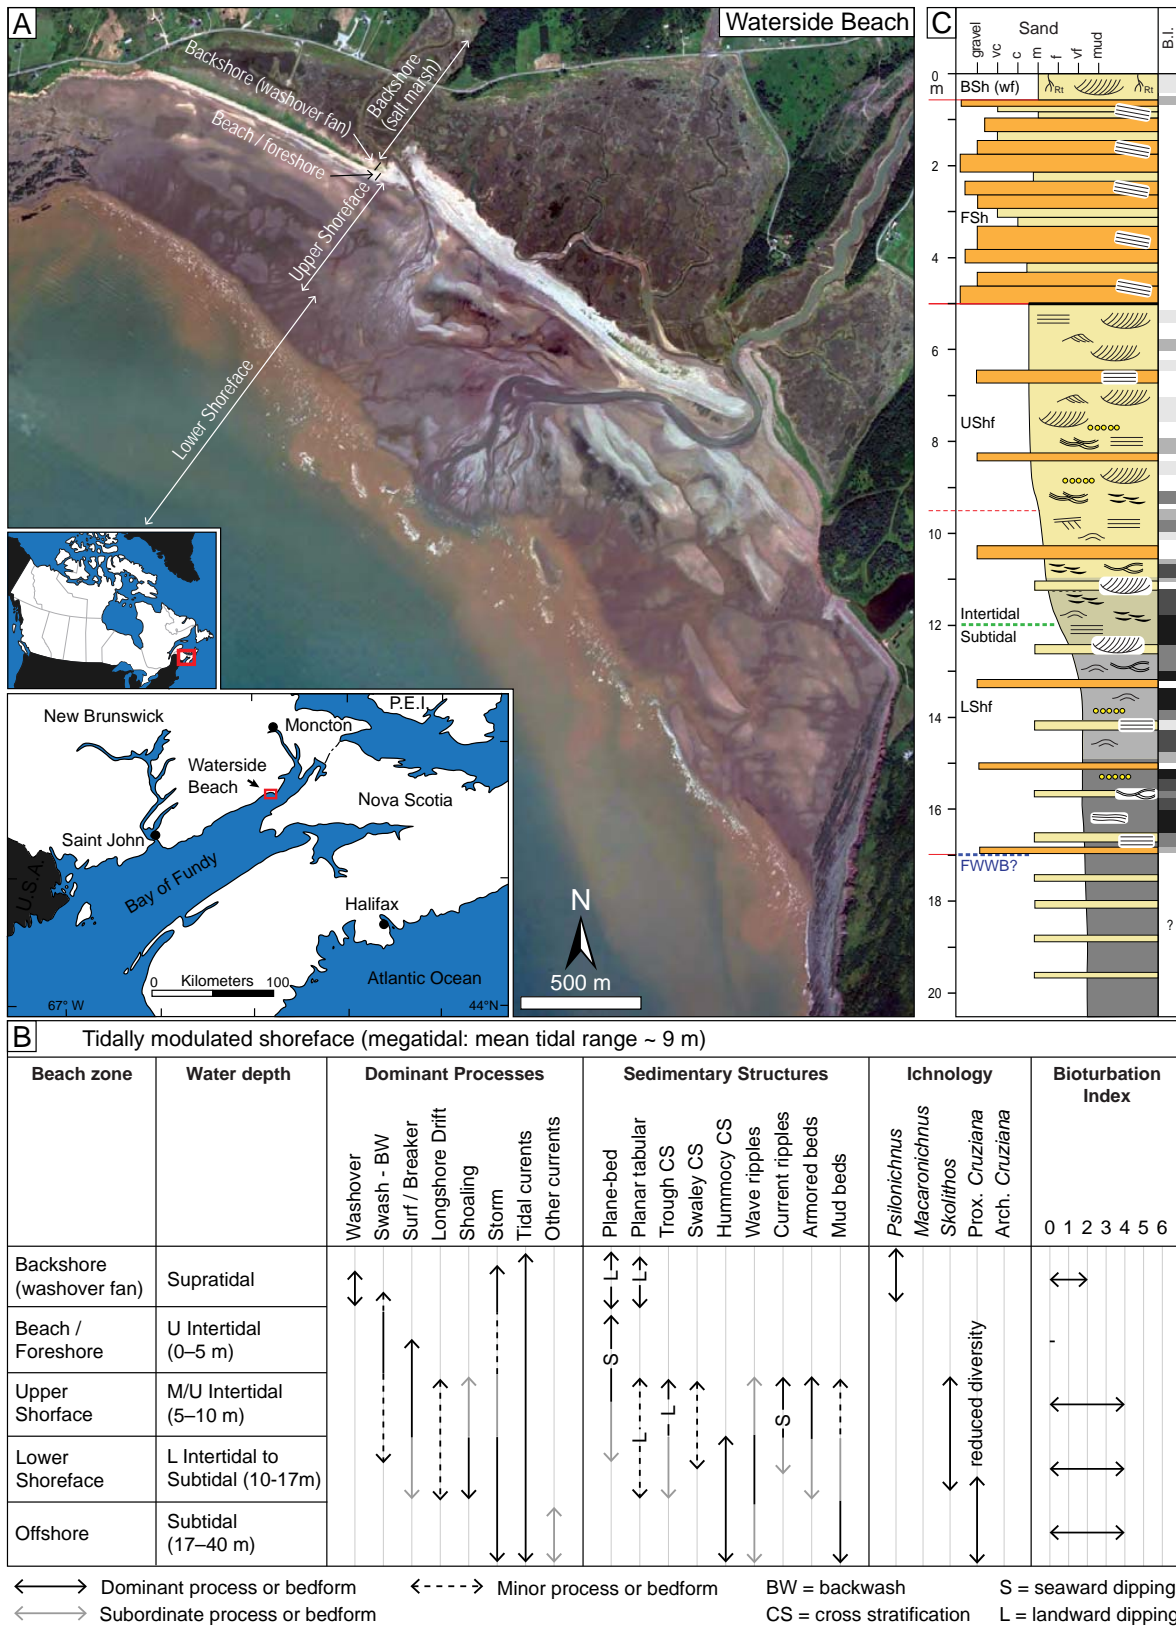 A
Waterside Beach
Backshore (washover fan)
Backshore
(salt marsh)
Beach / foreshore
Upper Shoreface
Lower Shoreface
New Brunswick
P.E.I.
Moncton
Waterside
Beach
Nova Scotia
Saint John
U.S.A.
Bay of Fundy
Halifax
Kilometers
0
100
Atlantic Ocean
67° W
44°N
N
500 m
C
Sand
gravel
vc
c
m
f
vf
mud
B.I.
0
m
BSh (wf)
Rt
Rt
2
FSh
4
6
UShf
8
10
Intertidal
12
Subtidal
LShf
14
16
FWWB?
18
?
20
B
Tidally modulated shoreface (megatidal: mean tidal range ~ 9 m)
Beach zone
Water depth
Dominant Processes
Sedimentary Structures
Ichnology
Bioturbation
Index
Washover
Swash - BW
Surf / Breaker
Longshore Drift
Shoaling
Storm
Tidal curents
Other currents
Plane-bed
Planar tabular
Trough CS
Swaley CS
Hummocy CS
Wave ripples
Current ripples
Armored beds
Mud beds
Psilonichnus
Macaronichnus
Skolithos
Prox. Cruziana
Arch. Cruziana
0 1 2 3 4 5 6
Backshore
(washover fan)
Supratidal
L
L
Beach /
Foreshore
U Intertidal
(0–5 m)
S
reduced diversity
Upper
Shorface
M/U Intertidal
(5–10 m)
L
L
S
Lower
Shoreface
L Intertidal to
Subtidal (10-17m)
Offshore
Subtidal
(17–40 m)
Dominant process or bedform
Minor process or bedform
BW = backwash
S = seaward dipping
Subordinate process or bedform
CS = cross stratification
L = landward dipping